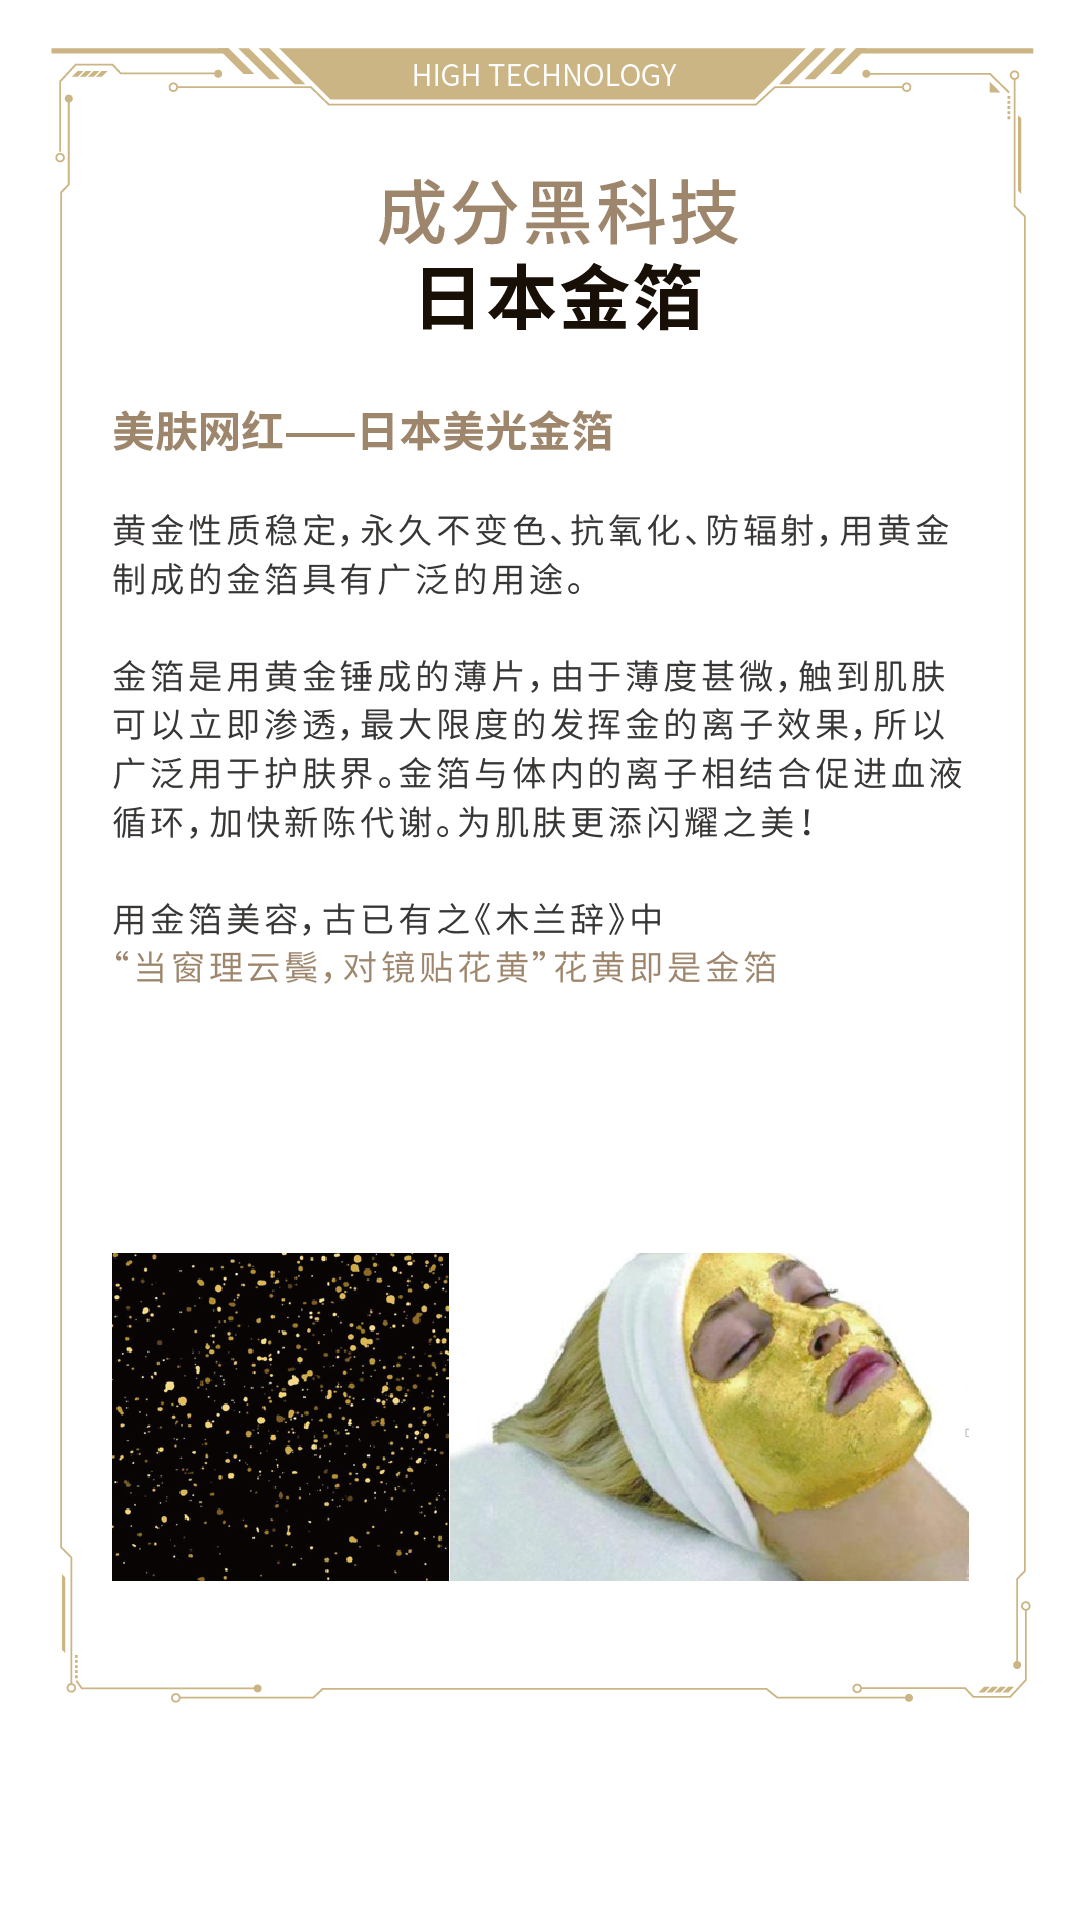 HIGH TECHNOLOGY
成分黑科技
日本金箔
美肤网红——日本美光金箔
黄金性质稳定，永久不变色、抗氧化、防辐射，用黄金
制成的金箔具有广泛的用途。
金箔是用黄金锤成的薄片，由于薄度甚微，触到肌肤
可以立即渗透，最大限度的发挥金的离子效果，所以
广泛用于护肤界。金箔与体内的离子相结合促进血液
循环，加快新陈代谢。为肌肤更添闪耀之美！
用金箔美容，古已有之《木兰辞》中
“当窗理云鬓，对镜贴花黄”花黄即是金箔